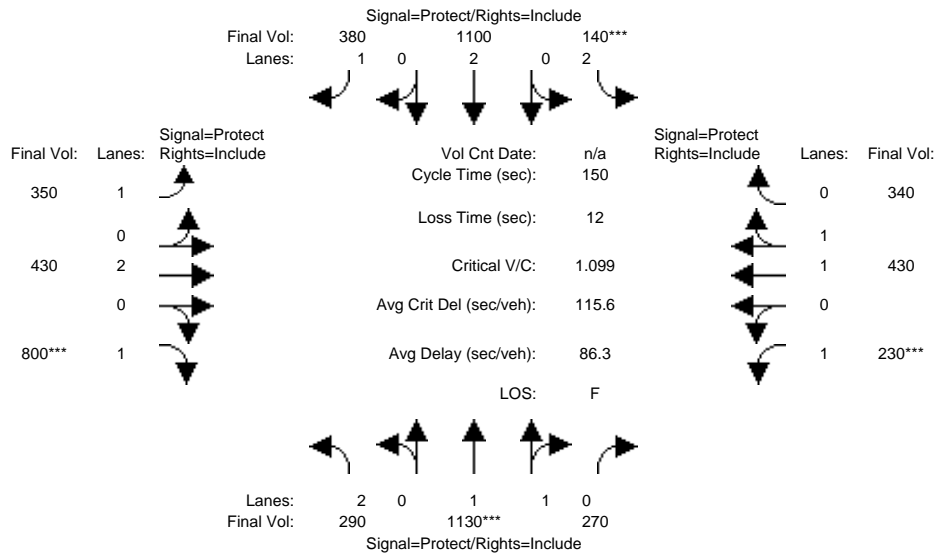 Signal=Protect/Rights=Include
Final Vol: 380 1100 140***
Lanes: 1 0 2 0 2
Signal=Protect Signal=Protect
Final Vol: Lanes: Rights=Include Vol Cnt Date: n/a Rights=Include Lanes: Final Vol:
Cycle Time (sec): 150
350 1 0 340
Loss Time (sec): 12
0 1
430 2 Critical V/C: 1.099 1 430
0 Avg Crit Del (sec/veh): 115.6 0
800*** 1 Avg Delay (sec/veh): 86.3 1 230***
LOS: F
Lanes: 2 0 1 1 0
Final Vol: 290 1130*** 270
Signal=Protect/Rights=Include